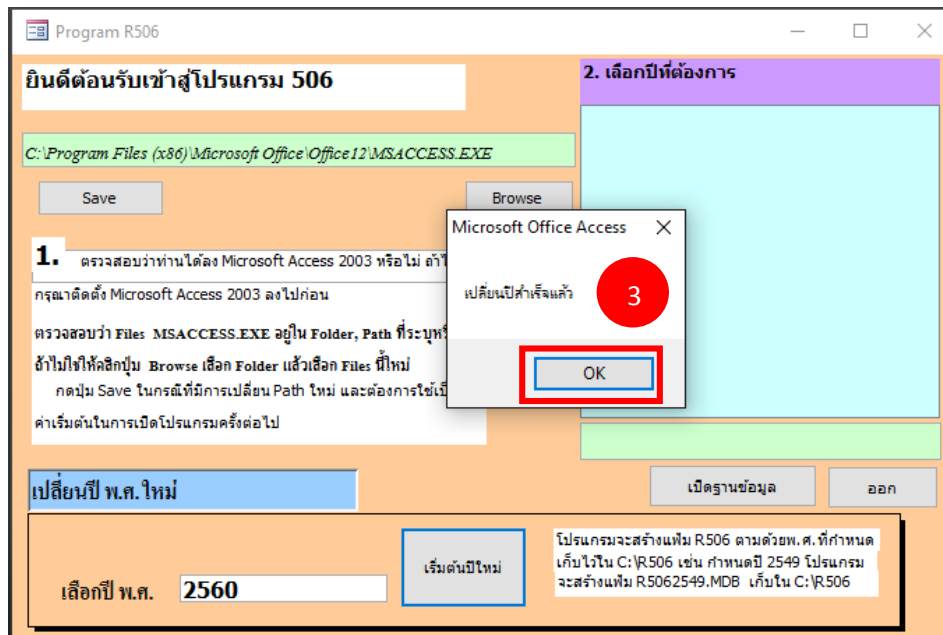 Program R506
ยินดีต้อนรับเข้าสู่โปรแกรม 506
2. เลือกปีที่ต้องการ
C:\Program Files (x86)\Microsoft Office\Office12\MSACCESS.EXE
Save
Browse
Microsoft Office Access
เปลี่ยนปีสำเร็จแล้ว
3
OK
1. ตรวจสอบว่าท่านได้ลง Microsoft Access 2003 หรือไม่
กรุณาติดตั้ง Microsoft Access 2003 ลงไปก่อน
ตรวจสอบว่า Files MSACCESS.EXE อยู่ใน Folder, Path ที่ระบุ
ถ้าไม่ใช่ให้คลิกปุ่ม Browse เลือก Folder แล้วเลือก Files นี้ใหม่
กดปุ่ม Save ในกรณีที่มีการเปลี่ยน Path ใหม่ และต้องการใช้
ค่าเริ่มต้นในการเปิดโปรแกรมครั้งต่อไป
เปิดฐานข้อมูล
ออก
เปลี่ยนปี พ.ศ. ใหม่
เลือกปี พ.ศ.
2560
เริ่มต้นปีใหม่
โปรแกรมจะสร้างแฟ้ม R506 ตามด้วยพ.ศ. ที่กำหนด
เก็บไว้ใน C:\R506 เช่น กำหนดปี 2549 โปรแกรม
จะสร้างแฟ้ม R5062549.MDB เก็บใน C:\R506